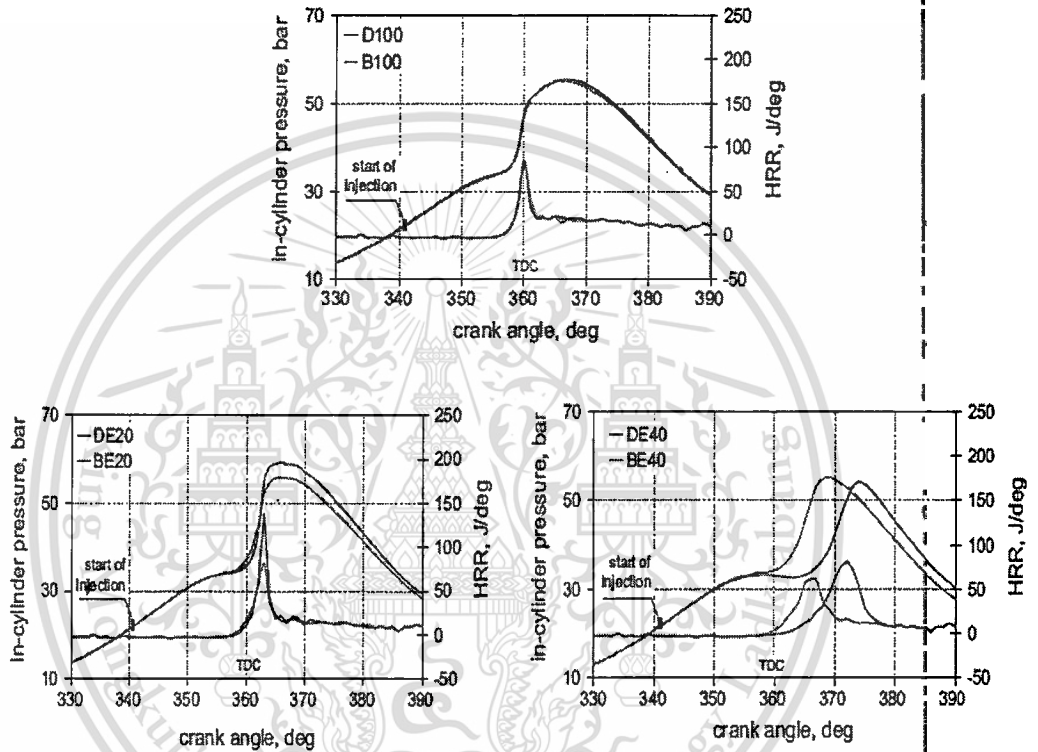 70
50
30
10
in-cylinder pressure, bar
D100
B100
start of
injection
TDC
250
200
150
100
50
0
-50
HRR, J/deg
330 340 350 360 370 380 390
crank angle, deg
70
50
30
10
in-cylinder pressure, bar
DE20
BE20
start of
injection
TDC
250
200
150
100
50
0
-50
HRR, J/deg
330 340 350 360 370 380 390
crank angle, deg
70
50
30
10
in-cylinder pressure, bar
DE40
BE40
start of
injection
TDC
250
200
150
100
50
0
-50
HRR, J/deg
330 340 350 360 370 380 390
crank angle, deg